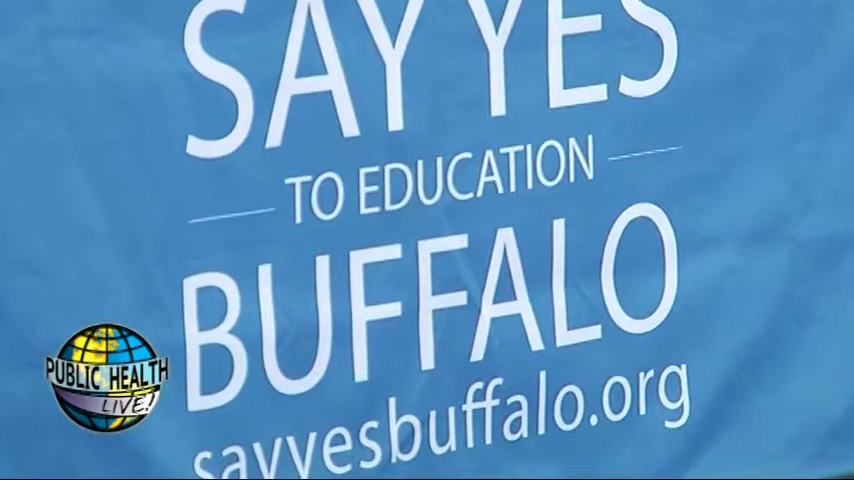 SAY YES
TO EDUCATION
BUFFALO
sayyesbuffalo.org
PUBLIC HEALTH
LIVE!